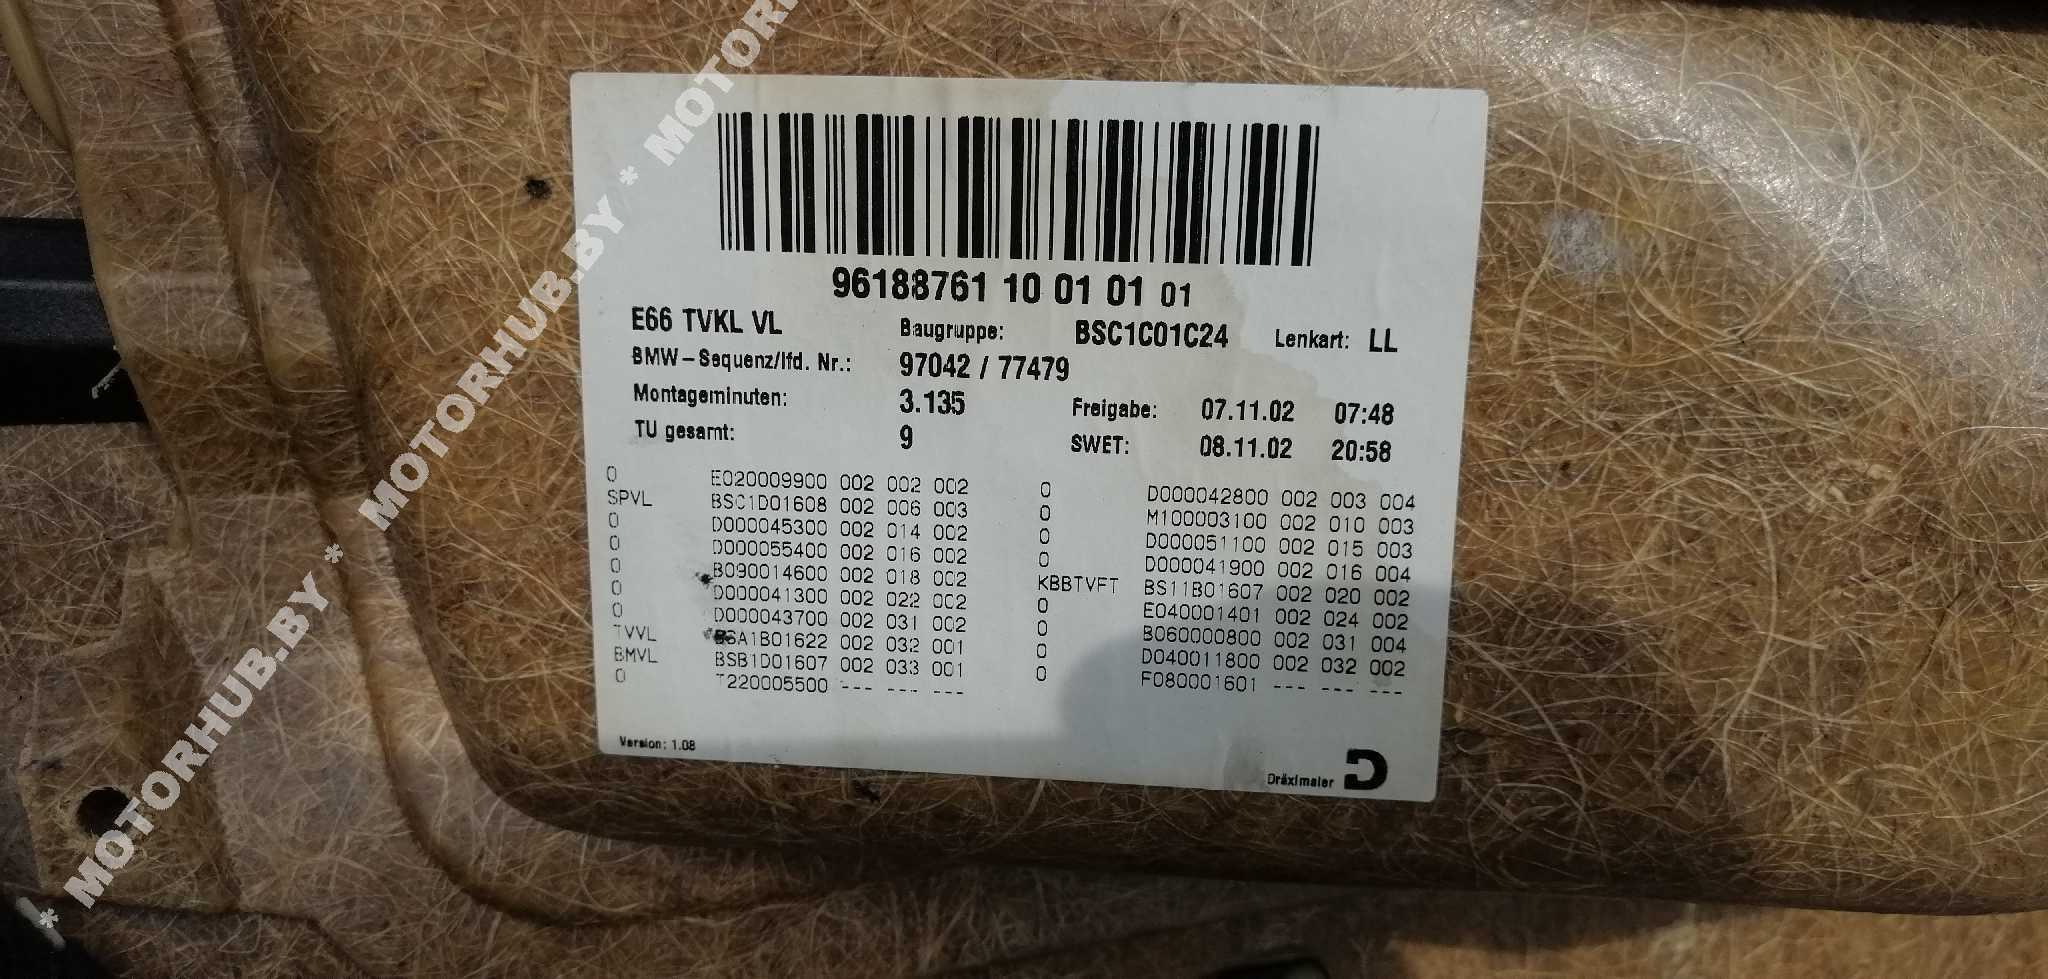 96188761 10 01 01 01
E66 TVKL VL Baugruppe: BSC1C01C24 Lenkart: LL
BMW-Sequenz/lfd. Nr.: 97042 / 77479
Montageminuten: 3.135 Freigabe: 07.11.02 07:48
TU gesamt: 9 SWET: 08.11.02 20:58
0 E020009900 002 002 002 0 D000042800 002 003 004
SPVL BSC1D01608 002 006 003 0 M100003100 002 010 003
0 D000045300 002 014 002 0 D000051100 002 015 003
0 D000055400 002 016 002 0 D000041900 002 016 004
0 B090014600 002 018 002 KBBTVFT BS11B01607 002 020 002
0 D000041300 002 022 002 0 E040001401 002 024 002
0 D000043700 002 031 002 0 B060000800 002 031 004
TVVL BSA1B01622 002 032 001 0 D040011800 002 032 002
BMVL BSB1D01607 002 033 001 0 F080001601 --- --- ---
0 T220005500 --- --- ---
Version: 1.08
Dräxlmaier
* MOTORHUB.BY * MOTORHUB.BY * MOTORH